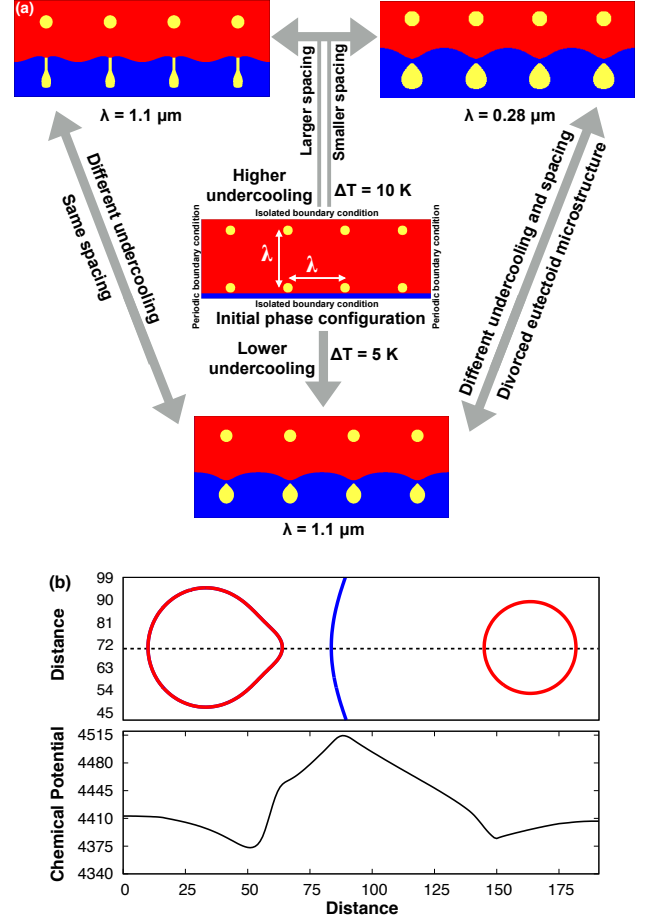 (a)
λ = 1.1 µm
λ = 0.28 µm
Larger spacing
Smaller spacing
Different undercooling
Same spacing
Different undercooling and spacing
Divorced eutectoid microstructure
Higher
undercooling
ΔT = 10 K
Isolated boundary condition
Periodic boundary condition
λ
λ
Periodic boundary condition
Isolated boundary condition
Initial phase configuration
Lower
undercooling
ΔT = 5 K
λ = 1.1 µm
(b)
Distance
99
90
81
72
63
54
45
Chemical Potential
4515
4480
4445
4410
4375
4340
0 25 50 75 100 125 150 175
Distance